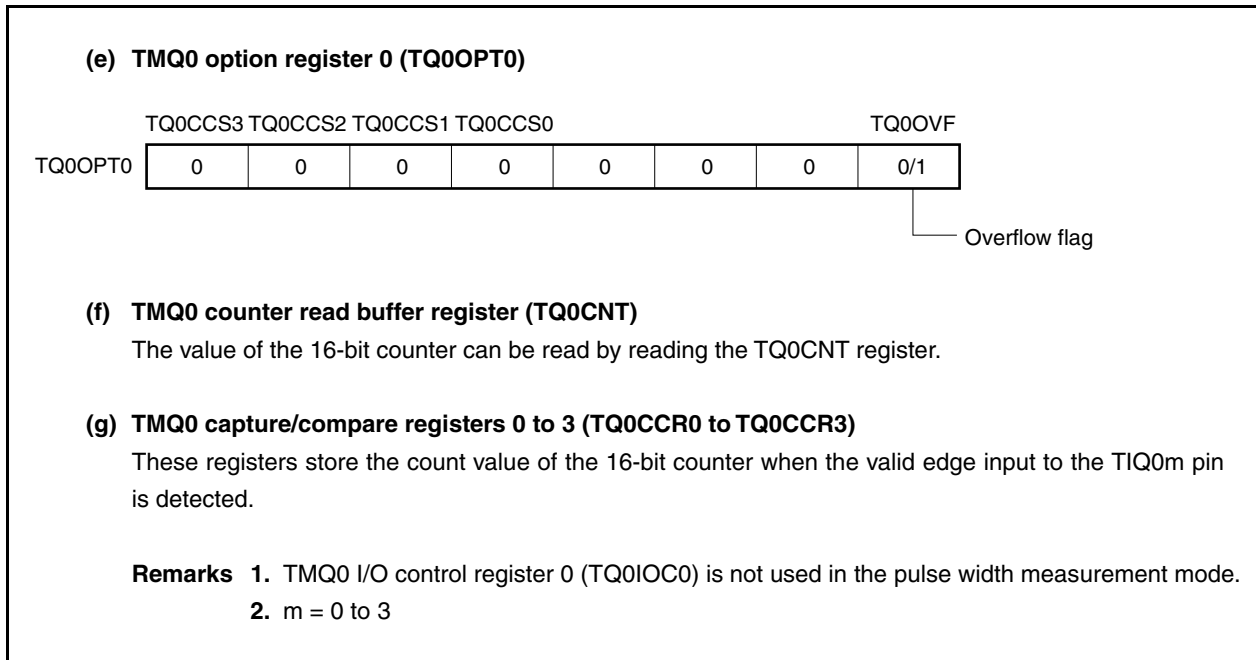 (e) TMQ0 option register 0 (TQ0OPT0)
TQ0CCS3 TQ0CCS2 TQ0CCS1 TQ0CCS0 TQ0OVF
TQ0OPT0 0 0 0 0 0 0 0 0/1
Overflow flag
(f) TMQ0 counter read buffer register (TQ0CNT)
The value of the 16-bit counter can be read by reading the TQ0CNT register.
(g) TMQ0 capture/compare registers 0 to 3 (TQ0CCR0 to TQ0CCR3)
These registers store the count value of the 16-bit counter when the valid edge input to the TIQ0m pin
is detected.
Remarks 1. TMQ0 I/O control register 0 (TQ0IOC0) is not used in the pulse width measurement mode.
2. m = 0 to 3